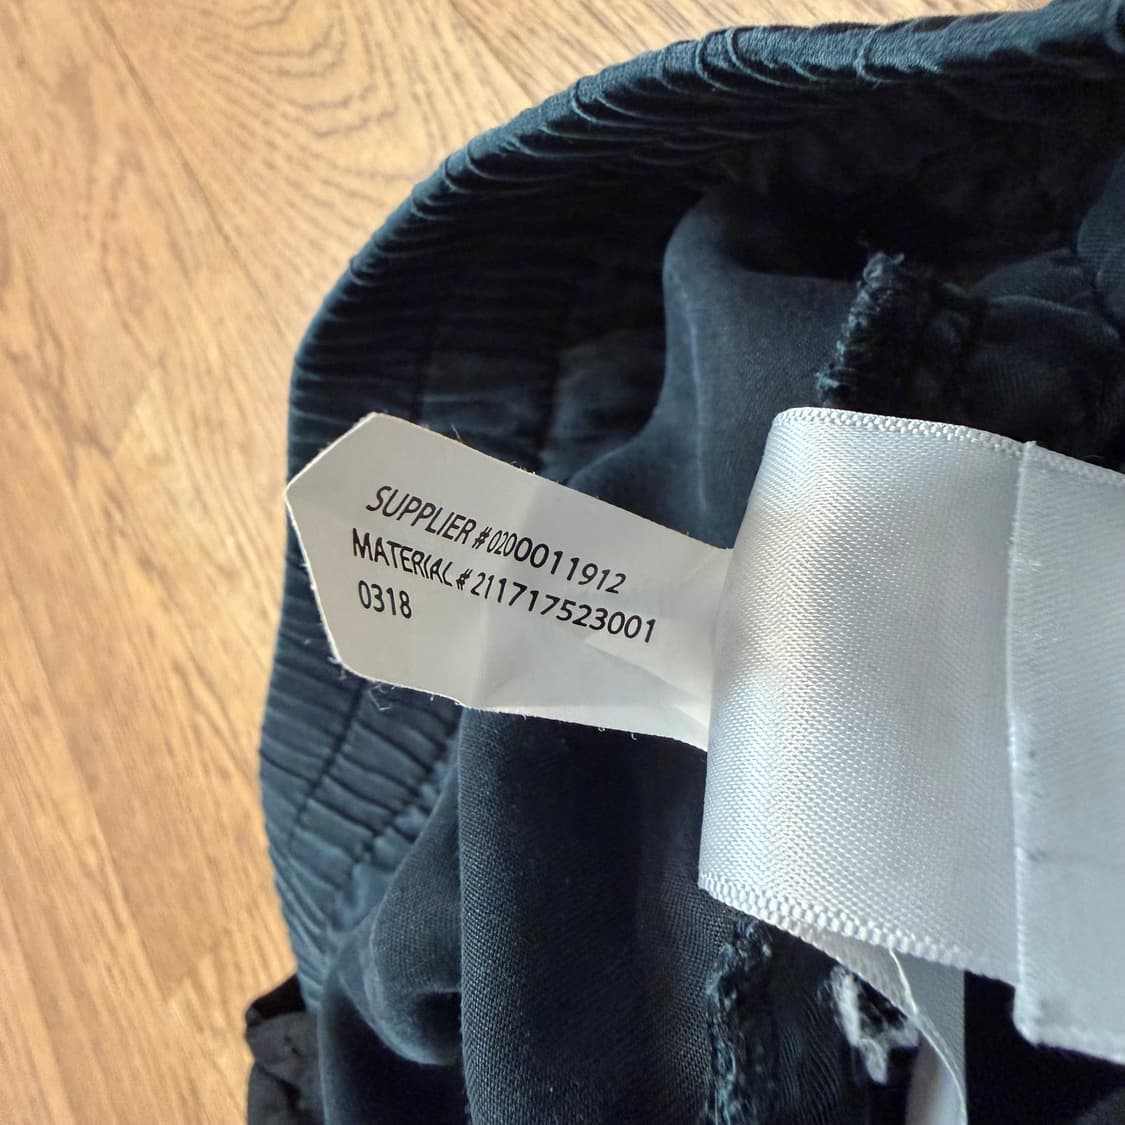 SUPPLIER # 0200011912
MATERIAL # 211717523001
0318